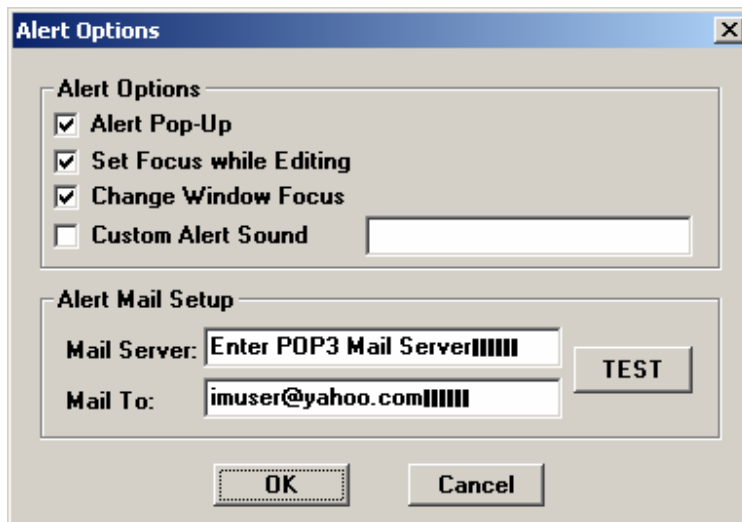 Alert Options
Alert Options
Alert Pop-Up
Set Focus while Editing
Change Window Focus
Custom Alert Sound
Alert Mail Setup
Mail Server: Enter POP3 Mail Server
TEST
Mail To: imuser@yahoo.com
OK Cancel